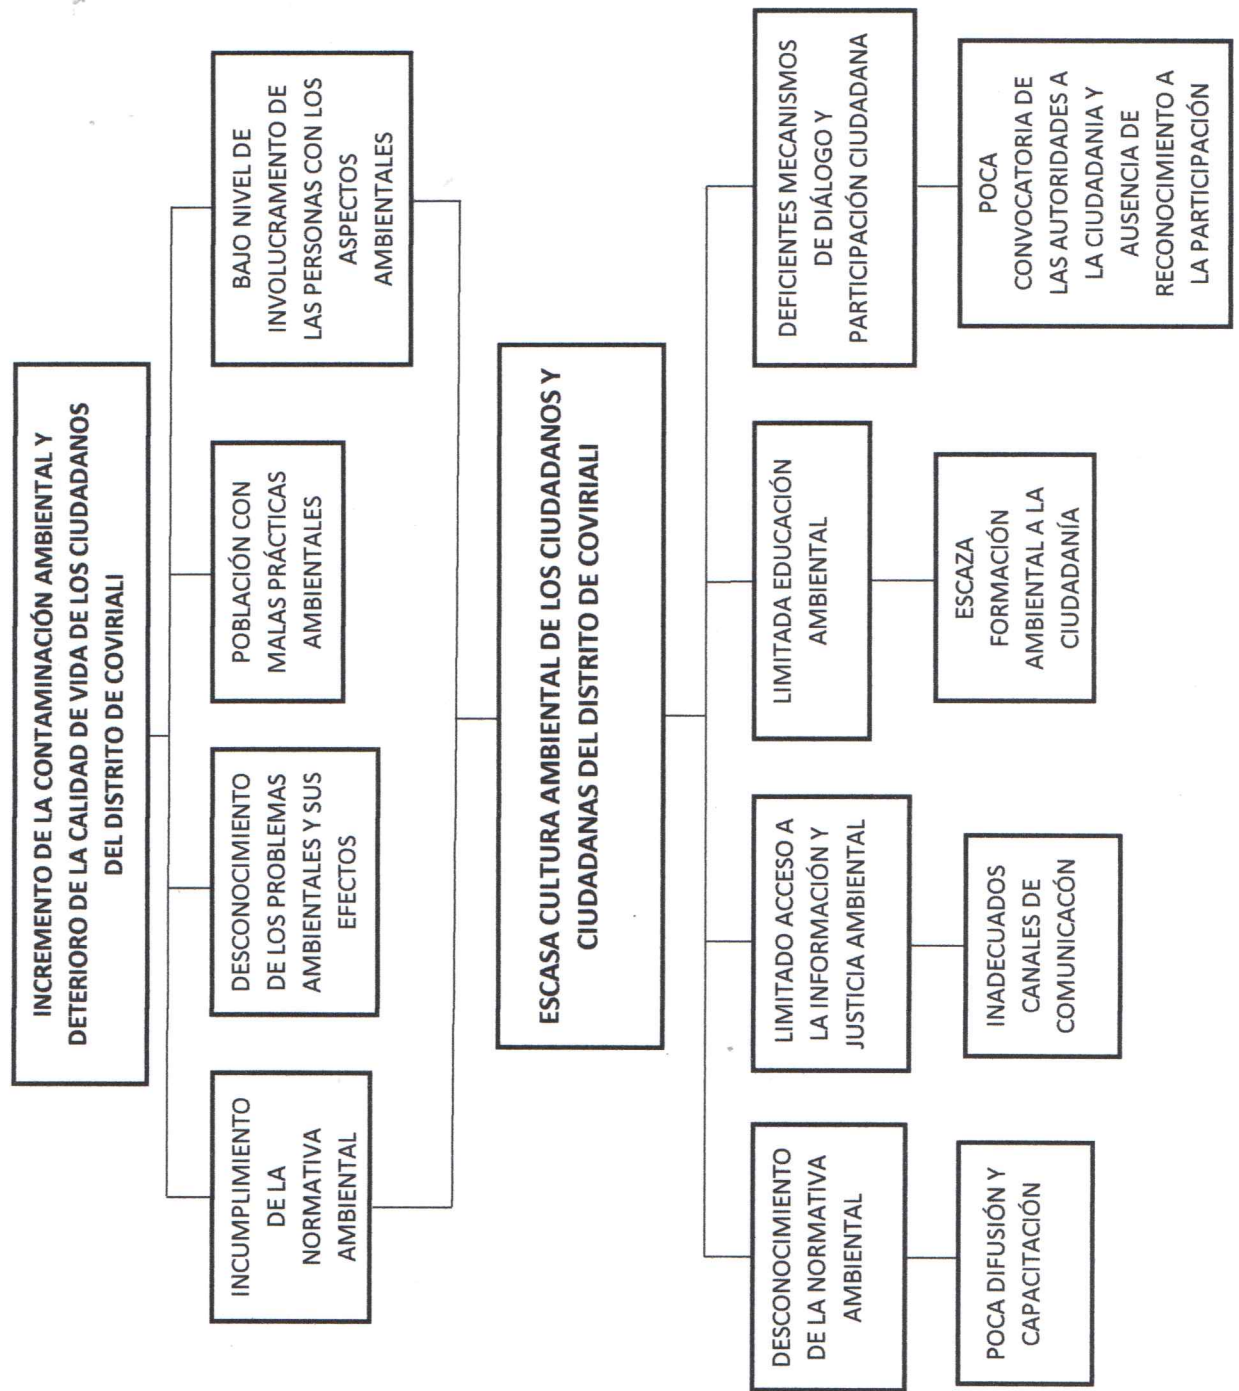 INCREMENTO DE LA CONTAMINACIÓN AMBIENTAL Y
DETERIORO DE LA CALIDAD DE VIDA DE LOS CIUDADANOS
DEL DISTRITO DE COVIRIALI
INCUMPLIMIENTO
DE LA
NORMATIVA
AMBIENTAL
DESCONOCIMIENTO
DE LOS PROBLEMAS
AMBIENTALES Y SUS
EFECTOS
POBLACIÓN CON
MALAS PRÁCTICAS
AMBIENTALES
BAJO NIVEL DE
INVOLUCRAMENTO DE
LAS PERSONAS CON LOS
ASPECTOS
AMBIENTALES
ESCASA CULTURA AMBIENTAL DE LOS CIUDADANOS Y
CIUDADANAS DEL DISTRITO DE COVIRIALI
DESCONOCIMIENTO
DE LA NORMATIVA
AMBIENTAL
LIMITADO ACCESO A
LA INFORMACIÓN Y
JUSTICIA AMBIENTAL
LIMITADA EDUCACIÓN
AMBIENTAL
DEFICIENTES MECANISMOS
DE DIÁLOGO Y
PARTICIPACIÓN CIUDADANA
POCA DIFUSIÓN Y
CAPACITACIÓN
INADECUADOS
CANALES DE
COMUNICACÓN
ESCAZA
FORMACIÓN
AMBIENTAL A LA
CIUDADANÍA
POCA
CONVOCATORIA DE
LAS AUTORIDADES A
LA CIUDADANIA Y
AUSENCIA DE
RECONOCIMIENTO A
LA PARTICIPACIÓN